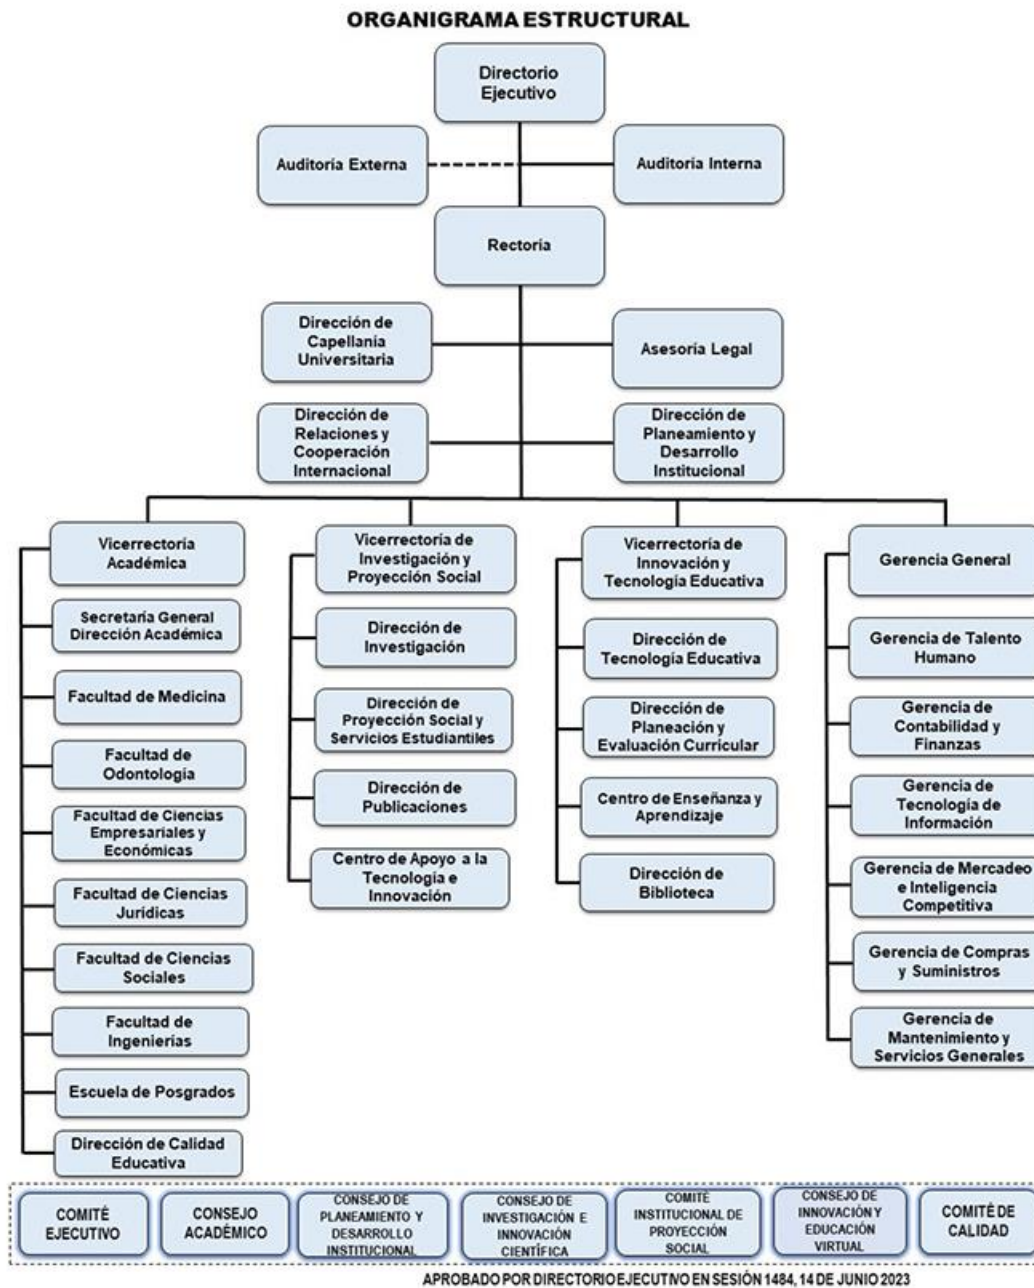 ORGANIGRAMA ESTRUCTURAL
Directorio
Ejecutivo
Auditoría Externa
Auditoría Interna
Rectoría
Dirección de
Capellanía
Universitaria
Asesoría Legal
Dirección de
Relaciones y
Cooperación
Internacional
Dirección de
Planeamiento y
Desarrollo
Institucional
Vicerrectoría
Académica
Secretaría General
Dirección Académica
Facultad de Medicina
Facultad de
Odontología
Facultad de Ciencias
Empresariales y
Económicas
Facultad de Ciencias
Jurídicas
Facultad de Ciencias
Sociales
Facultad de
Ingenierías
Escuela de Posgrados
Dirección de Calidad
Educativa
Vicerrectoría de
Investigación y
Proyección Social
Dirección de
Investigación
Dirección de
Proyección Social y
Servicios Estudiantiles
Dirección de
Publicaciones
Centro de Apoyo a la
Tecnología e
Innovación
Vicerrectoría de
Innovación y
Tecnología Educativa
Dirección de
Tecnología Educativa
Dirección de
Planeación y
Evaluación Curricular
Centro de Enseñanza y
Aprendizaje
Dirección de
Biblioteca
Gerencia General
Gerencia de Talento
Humano
Gerencia de
Contabilidad y
Finanzas
Gerencia de
Tecnología de
Información
Gerencia de Mercadeo
e Inteligencia
Competitiva
Gerencia de Compras
y Suministros
Gerencia de
Mantenimiento y
Servicios Generales
COMITÉ
EJECUTIVO
CONSEJO
ACADÉMICO
CONSEJO DE
PLANEAMIENTO Y
DESARROLLO
INSTITUCIONAL
CONSEJO DE
INVESTIGACIÓN E
INNOVACIÓN
CIENTÍFICA
COMITÉ
INSTITUCIONAL DE
PROYECCIÓN
SOCIAL
CONSEJO DE
INNOVACIÓN Y
EDUCACIÓN
VIRTUAL
COMITÉ DE
CALIDAD
APROBADO POR DIRECTORIO EJECUTIVO EN SESIÓN 1484, 14 DE JUNIO 2023